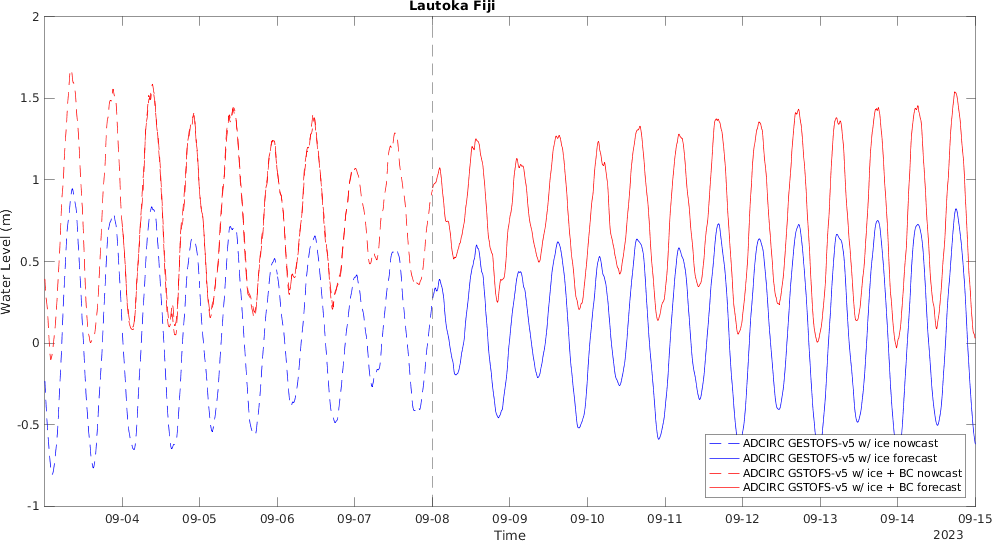 Lautoka Fiji
2
1.5
1
0.5
0
-0.5
-1
Water Level (m)
ADCIRC GESTOFS-v5 w/ ice nowcast
ADCIRC GESTOFS-v5 w/ ice forecast
ADCIRC GSTOFS-v5 w/ ice + BC nowcast
ADCIRC GSTOFS-v5 w/ ice + BC forecast
09-04 09-05 09-06 09-07 09-08 09-09 09-10 09-11 09-12 09-13 09-14 09-15
Time
2023